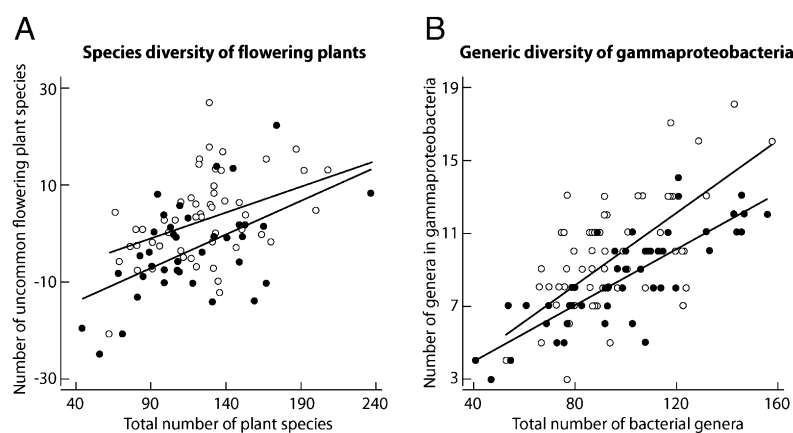 A
Species diversity of flowering plants
Number of uncommon flowering plant species
30
10
-10
-30
40 90 140 190 240
Total number of plant species
B
Generic diversity of gammaproteobacteria
Number of genera in gammaproteobacteria
19
15
11
7
3
40 80 120 160
Total number of bacterial genera